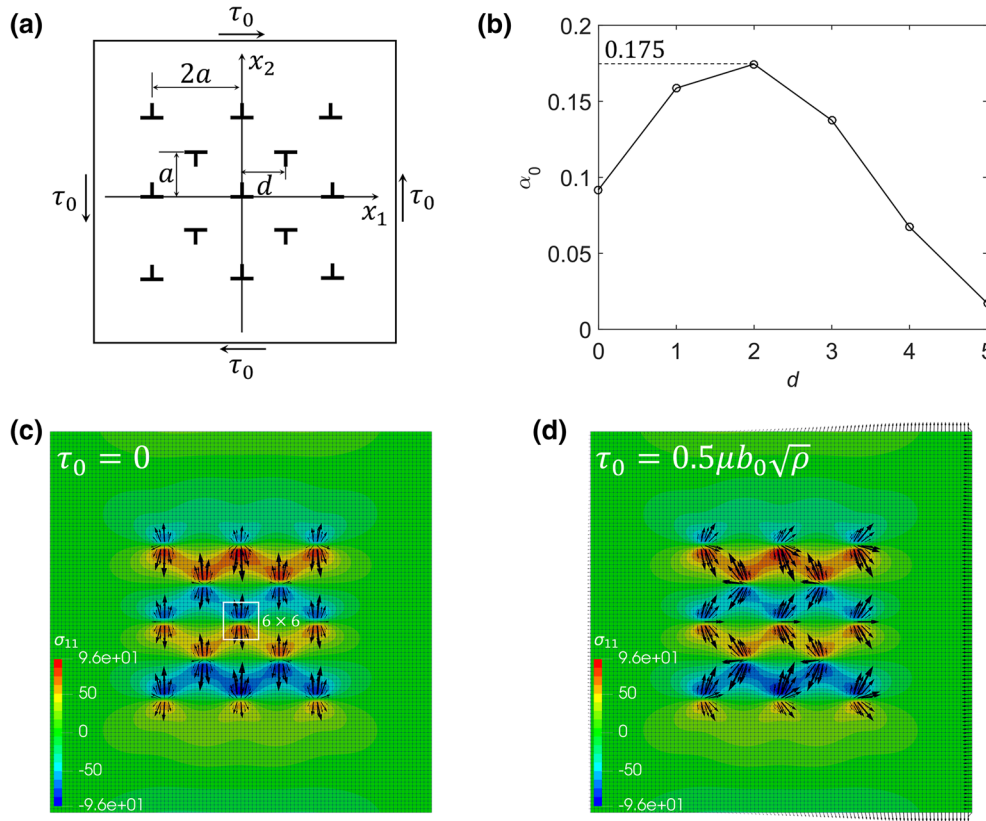 (a)
τ₀
x₂
2a
a
d
τ₀
x₁
τ₀
τ₀
(b)
0.2
0.175
0.15
0.1
0.05
0
α₀
0 1 2 3 4 5
d
(c)
τ₀ = 0
6 × 6
σ₁₁
9.6e+01
50
0
-50
-9.6e+01
(d)
τ₀ = 0.5μb₀√ρ
σ₁₁
9.6e+01
50
0
-50
-9.6e+01